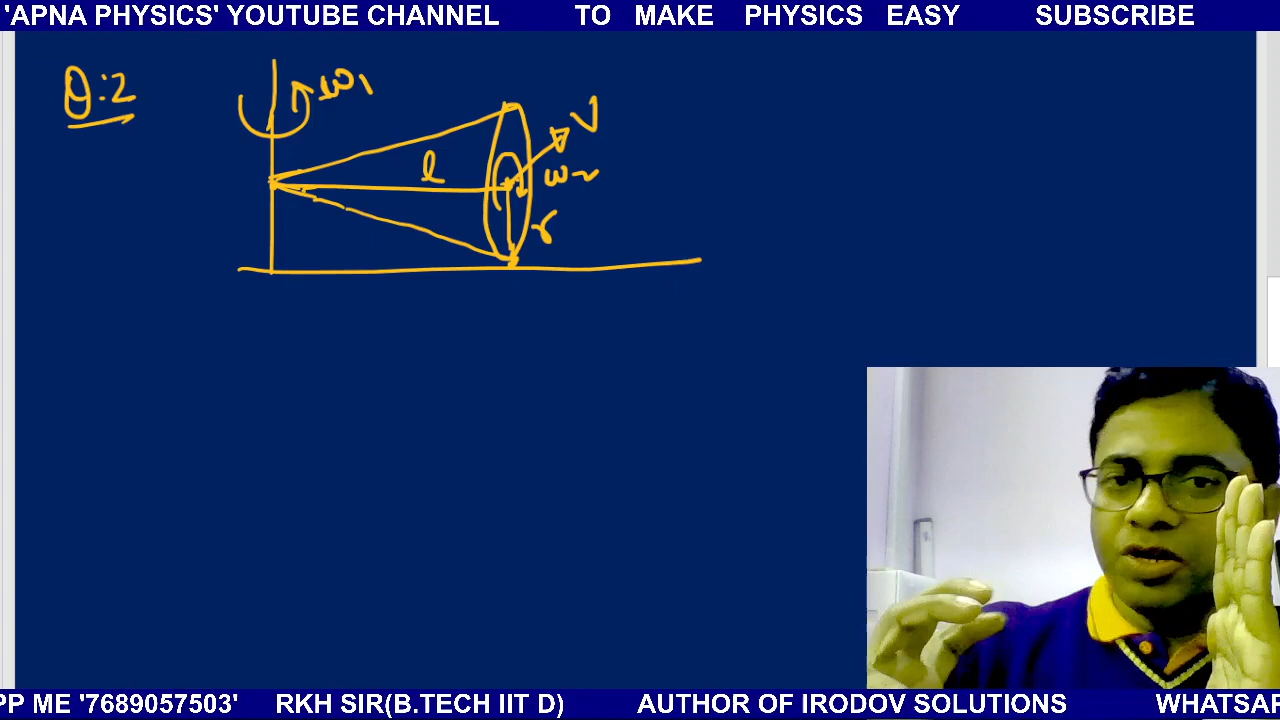 'APNA PHYSICS' YOUTUBE CHANNEL TO MAKE PHYSICS EASY SUBSCRIBE
Q:2
ω₁
V
l
ω₂
r
PP ME '7689057503' RKH SIR(B.TECH IIT D) AUTHOR OF IRODOV SOLUTIONS WHATSAP